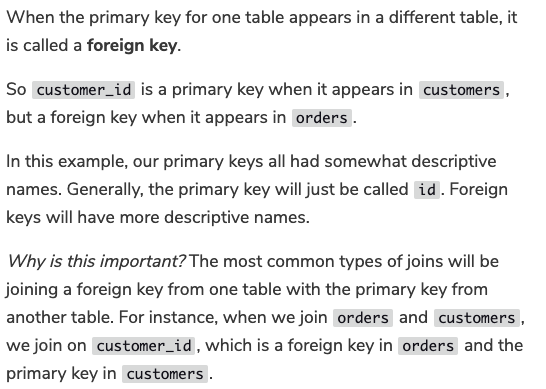 When the primary key for one table appears in a different table, it
is called a foreign key.
So customer_id is a primary key when it appears in customers,
but a foreign key when it appears in orders.
In this example, our primary keys all had somewhat descriptive
names. Generally, the primary key will just be called id. Foreign
keys will have more descriptive names.
Why is this important? The most common types of joins will be
joining a foreign key from one table with the primary key from
another table. For instance, when we join orders and customers,
we join on customer_id, which is a foreign key in orders and the
primary key in customers.